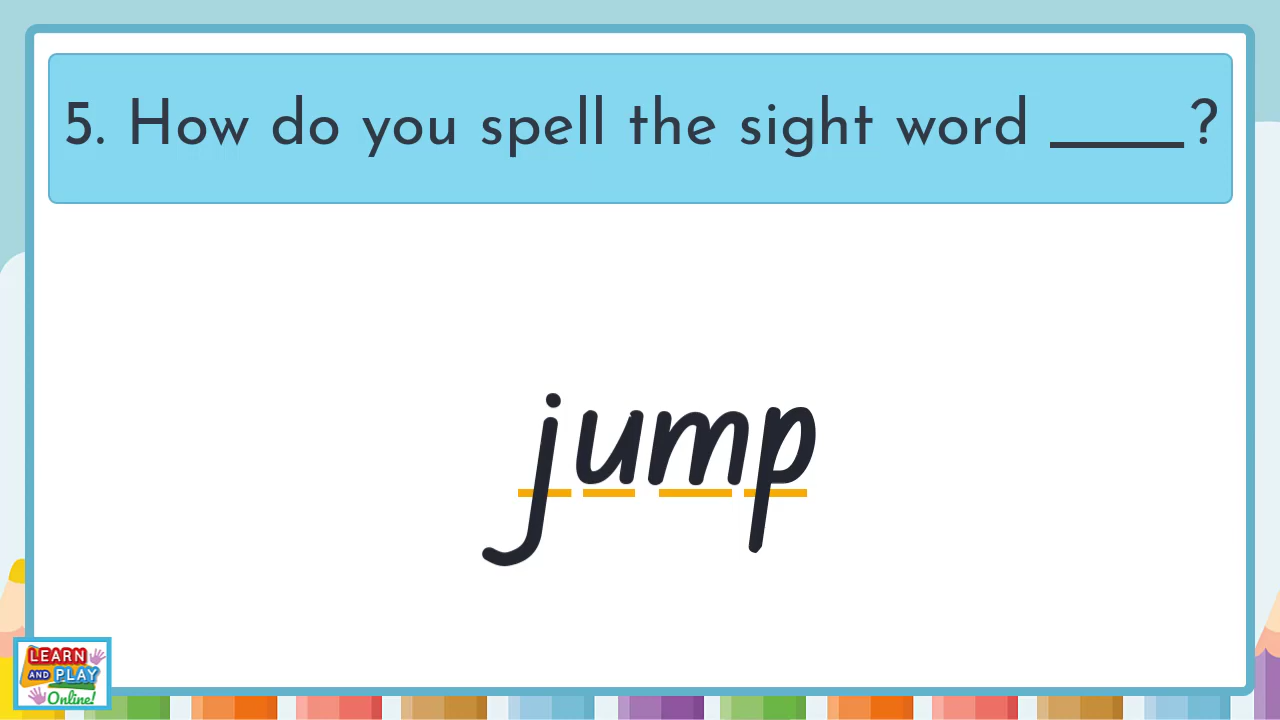 5. How do you spell the sight word _____?
jump
LEARN
AND PLAY
Online!